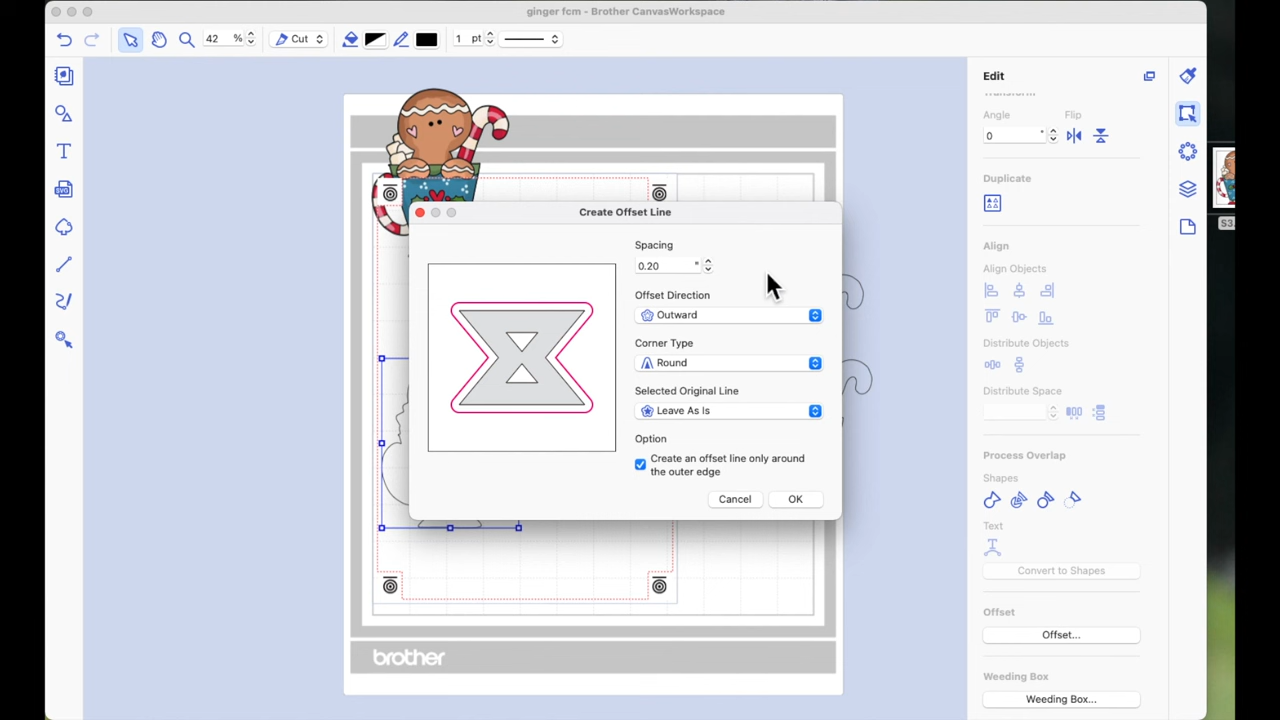 ginger fcm - Brother CanvasWorkspace
42 %
Cut
1 pt
T
SVG
Edit
Angle
Flip
0 °
Duplicate
Align
Align Objects
Distribute Objects
Distribute Space
Process Overlap
Shapes
Text
Convert to Shapes
Offset
Offset...
Weeding Box
Weeding Box...
Create Offset Line
Spacing
0.20 "
Offset Direction
Outward
Corner Type
Round
Selected Original Line
Leave As Is
Option
Create an offset line only around
the outer edge
Cancel
OK
brother